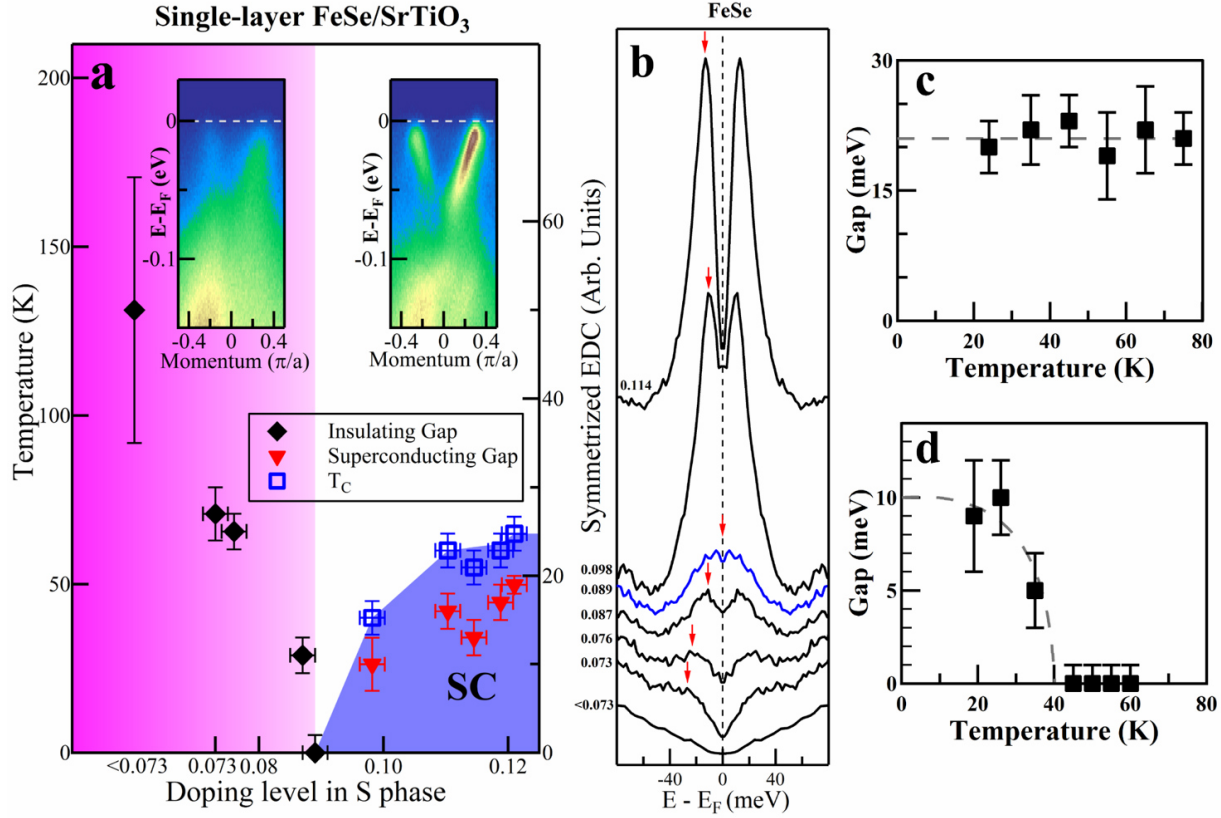 Single-layer FeSe/SrTiO3
a
200
150
100
50
0
Temperature (K)
0
-0.1
E-EF (eV)
-0.4 0 0.4
Momentum (π/a)
0
-0.1
E-EF (eV)
-0.4 0 0.4
Momentum (π/a)
Insulating Gap
Superconducting Gap
TC
SC
60
40
20
0
<0.073 0.073 0.08 0.10 0.12
Doping level in S phase
FeSe
b
Symmetrized EDC (Arb. Units)
0.114
0.098
0.089
0.087
0.076
0.073
<0.073
-40 0 40
E - EF (meV)
c
30
15
0
Gap (meV)
0 20 40 60 80
Temperature (K)
d
10
5
0
Gap (meV)
0 20 40 60 80
Temperature (K)